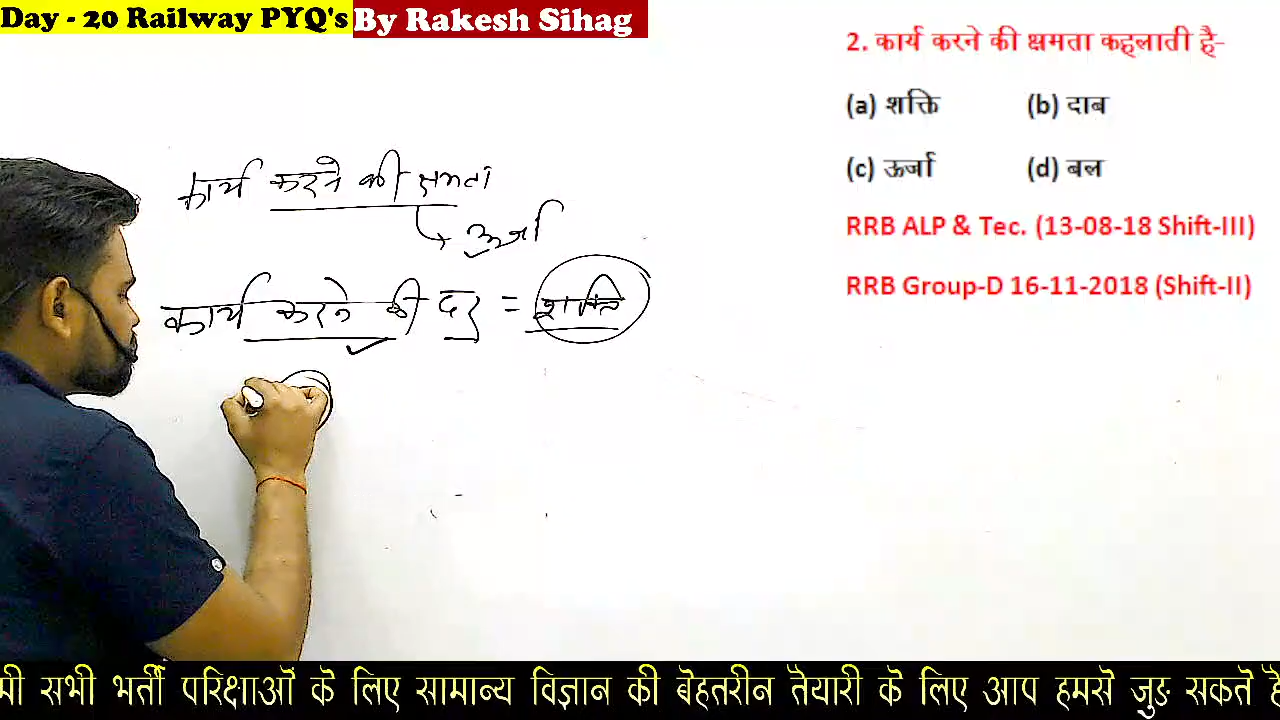 Day - 20 Railway PYQ's By Rakesh Sihag
2. कार्य करने की क्षमता कहलाती है-
(a) शक्ति (b) दाब
(c) ऊर्जा (d) बल
RRB ALP & Tec. (13-08-18 Shift-III)
RRB Group-D 16-11-2018 (Shift-II)
कार्य करने की क्षमता
ऊर्जा
कार्य करने की दर = शक्ति
मी सभी भर्ती परिक्षाओं के लिए सामान्य विज्ञान की बेहतरीन तैयारी के लिए आप हमसे जुङ सकते है